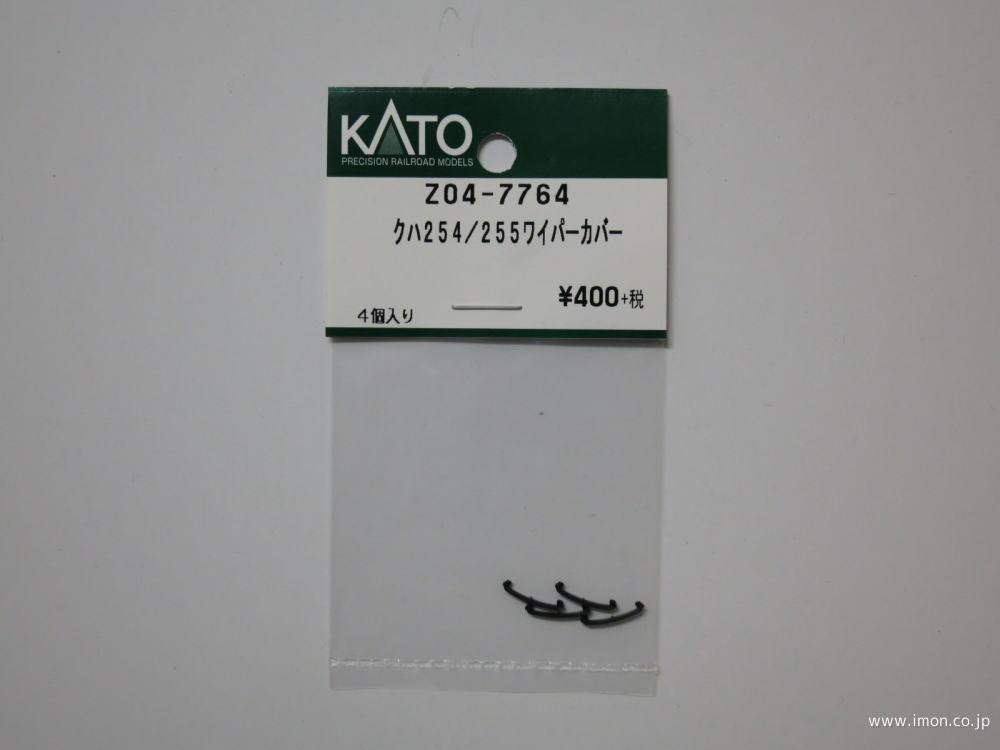 KATO
PRECISION RAILROAD MODELS
Z04-7764
クハ254/255ワイパーカバー
¥400+税
4個入り
www.imon.co.jp